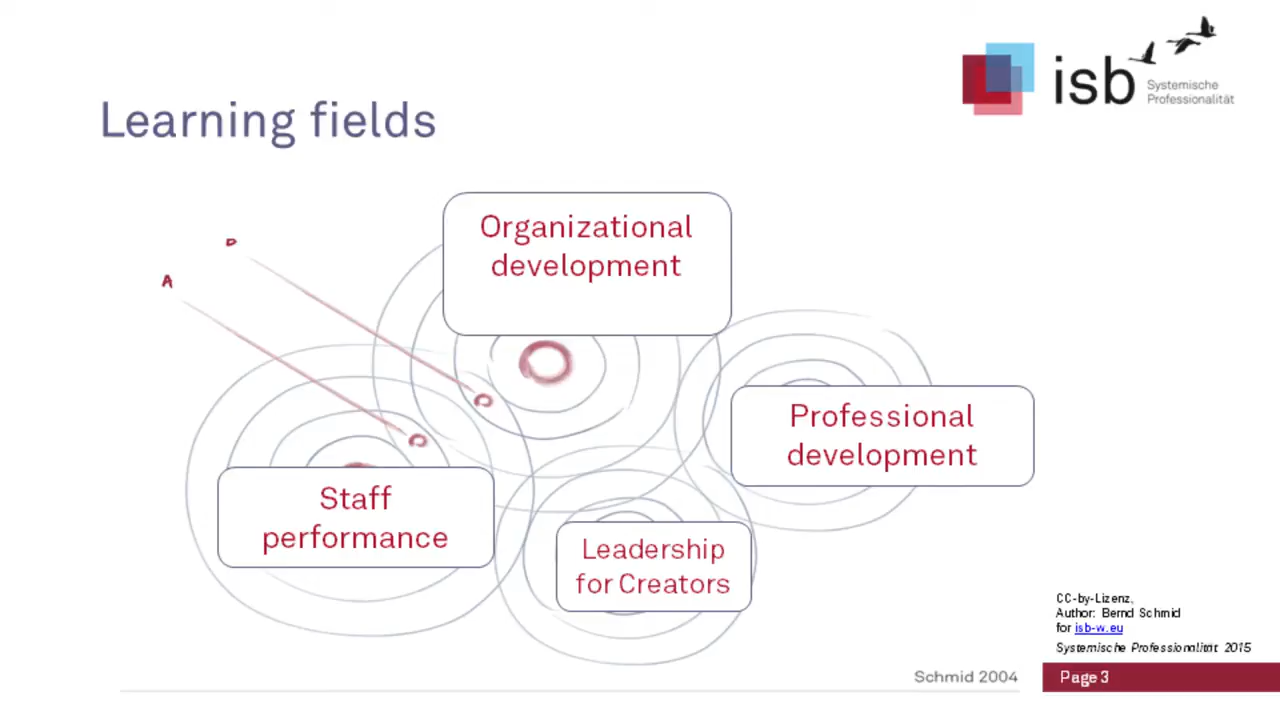 isb
Systemische
Professionalität
Learning fields
Organizational
development
A
Professional
development
Staff
performance
Leadership
for Creators
CC-by-Lizenz,
Author: Bernd Schmid
for isb-w.eu
Systemische Professionalität 2015
Schmid 2004
Page 3